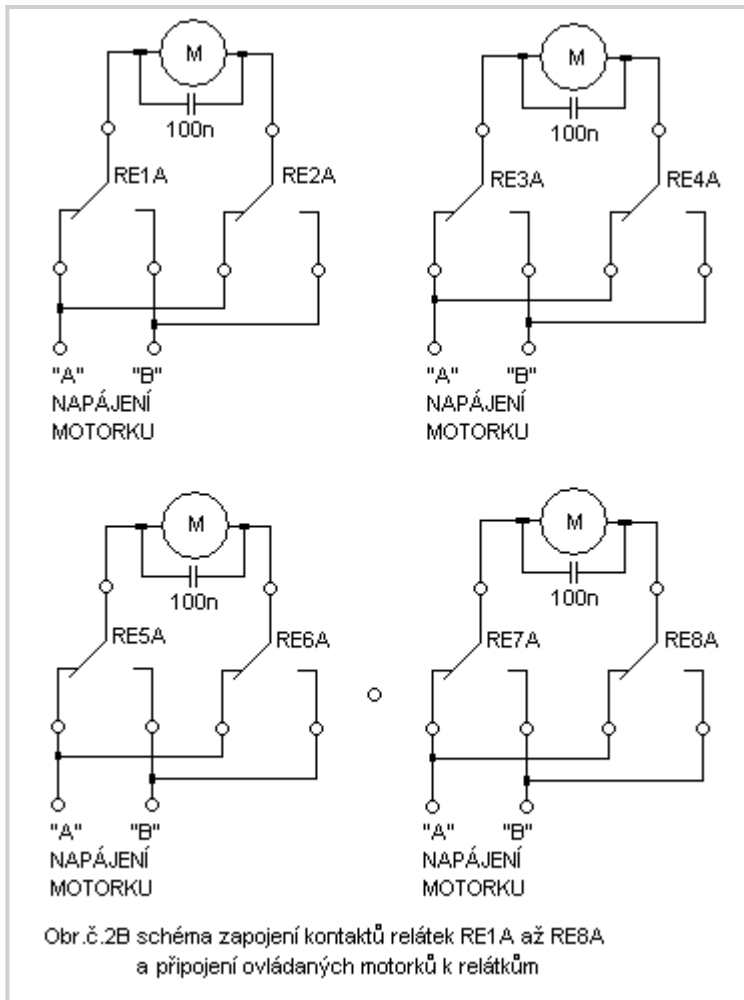 M
M
100n
100n
RE1A
RE2A
RE3A
RE4A
"A" "B"
NAPÁJENÍ
MOTORKU
"A" "B"
NAPÁJENÍ
MOTORKU
M
M
100n
100n
RE5A
RE6A
RE7A
RE8A
"A" "B"
NAPÁJENÍ
MOTORKU
"A" "B"
NAPÁJENÍ
MOTORKU
Obr.č.2B schéma zapojení kontaktů relátek RE1A až RE8A
a připojení ovládaných motorků k relátkům